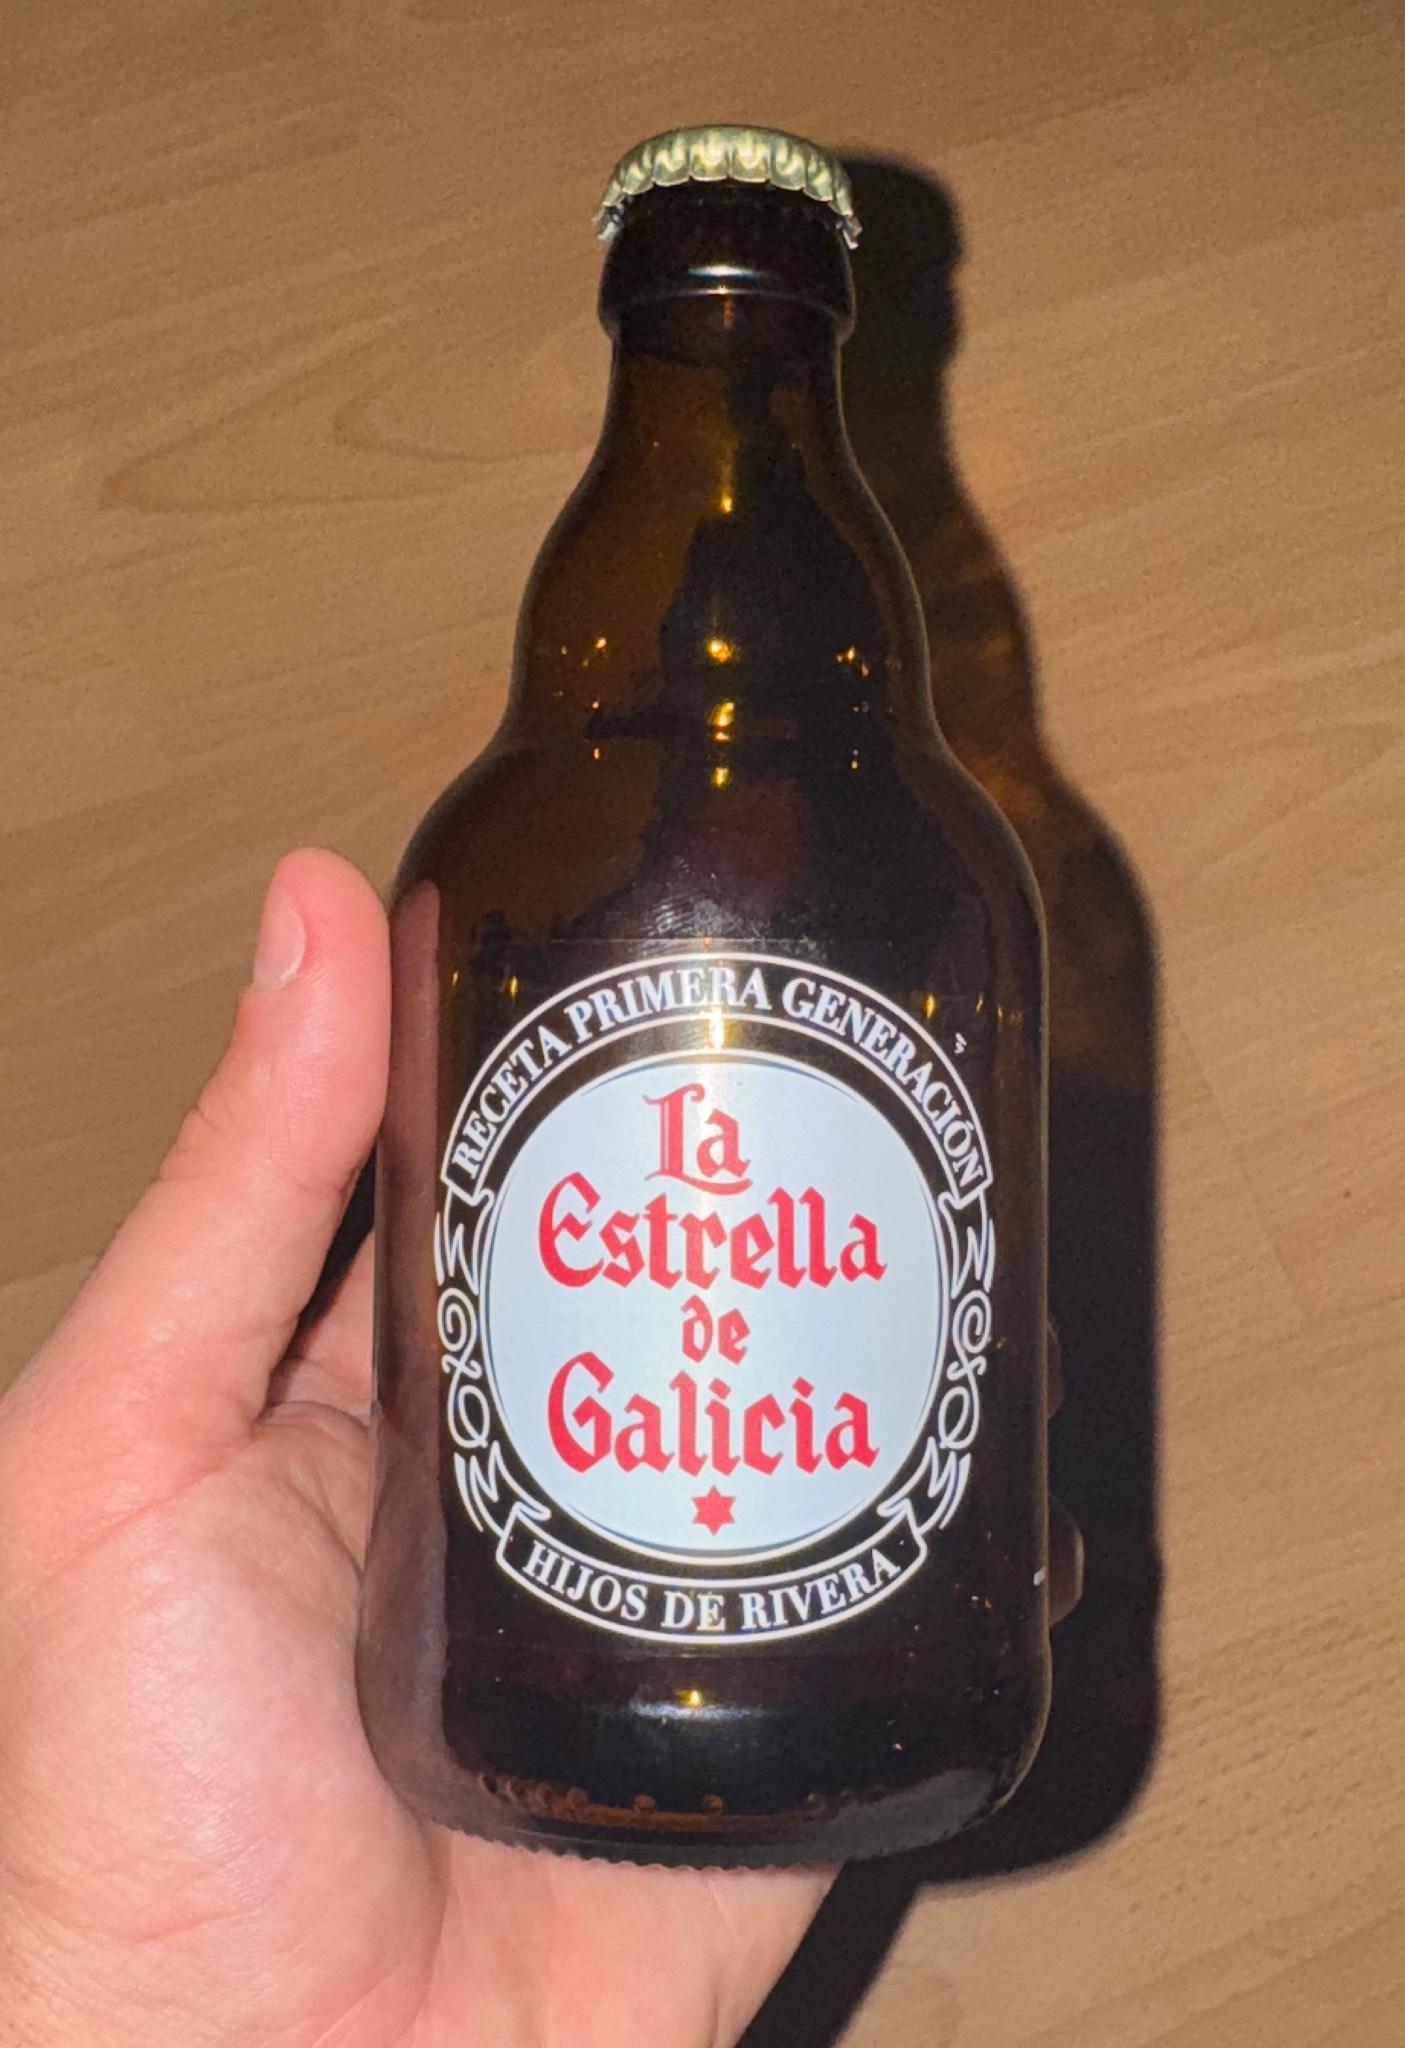 RECETA PRIMERA GENERACIÓN
La
Estrella
de
Galicia
HIJOS DE RIVERA